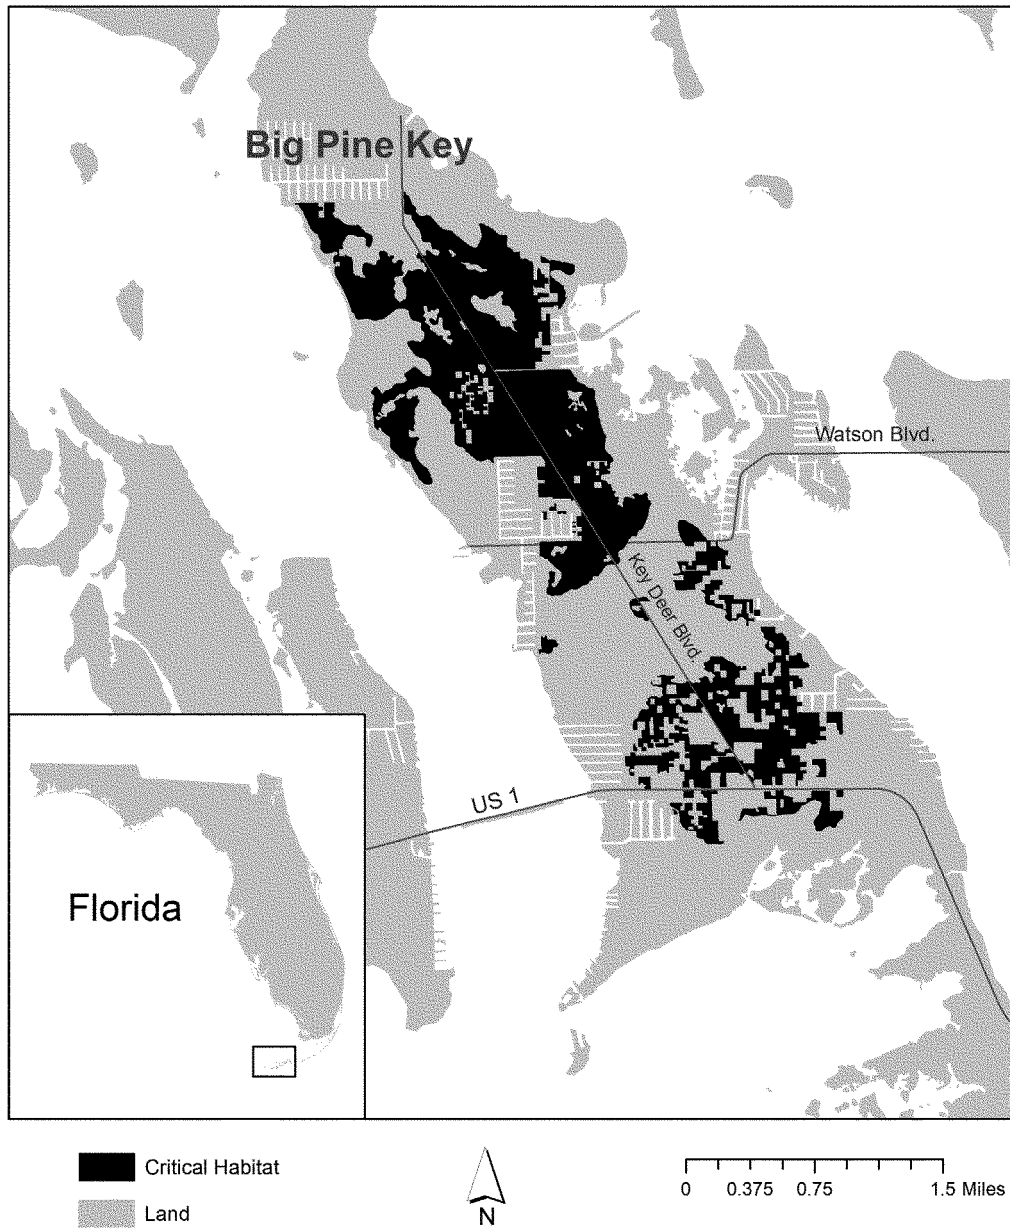 Big Pine Key
Watson Blvd.
Key Deer Blvd.
US 1
Florida
Critical Habitat
Land
N
0 0.375 0.75 1.5 Miles